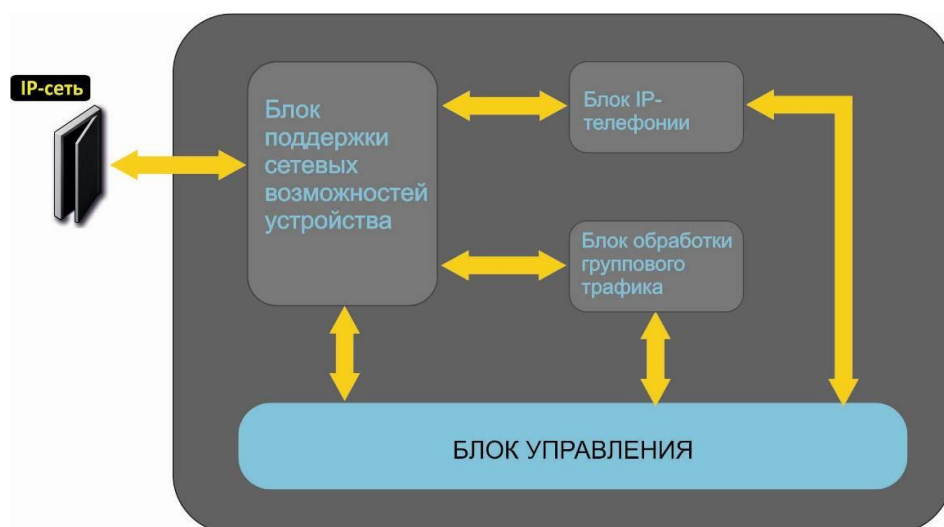 IP-сеть
Блок
поддержки
сетевых
возможностей
устройства
Блок IP-
телефонии
Блок обработки
группового
трафика
БЛОК УПРАВЛЕНИЯ